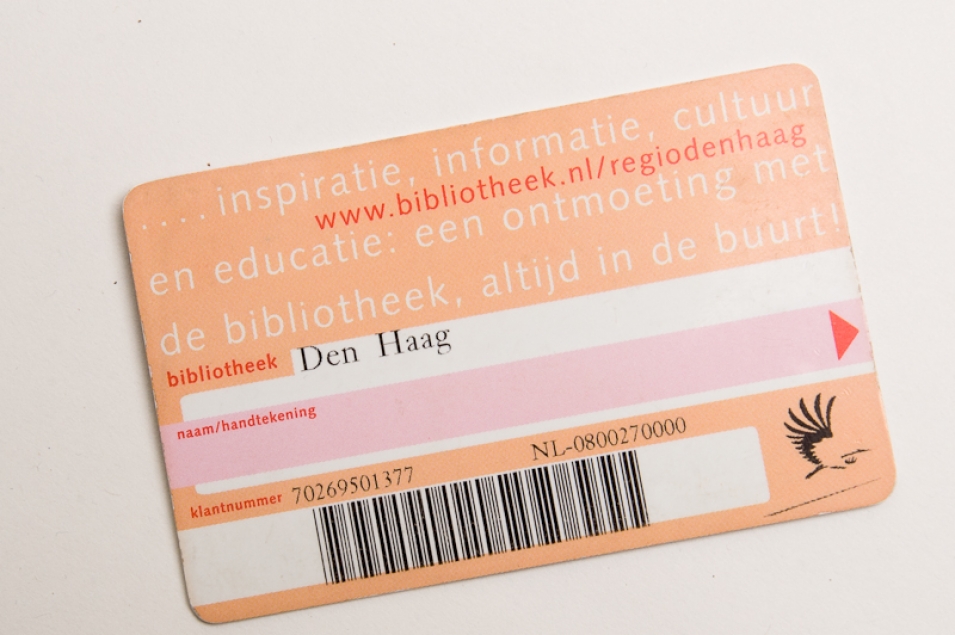 ....inspiratie, informatie, cultuur
www.bibliotheek.nl/regiodenhaag
en educatie: een ontmoeting met
de bibliotheek, altijd in de buurt!
bibliotheek Den Haag
naam/handtekening
klantnummer 70269501377 NL-0800270000